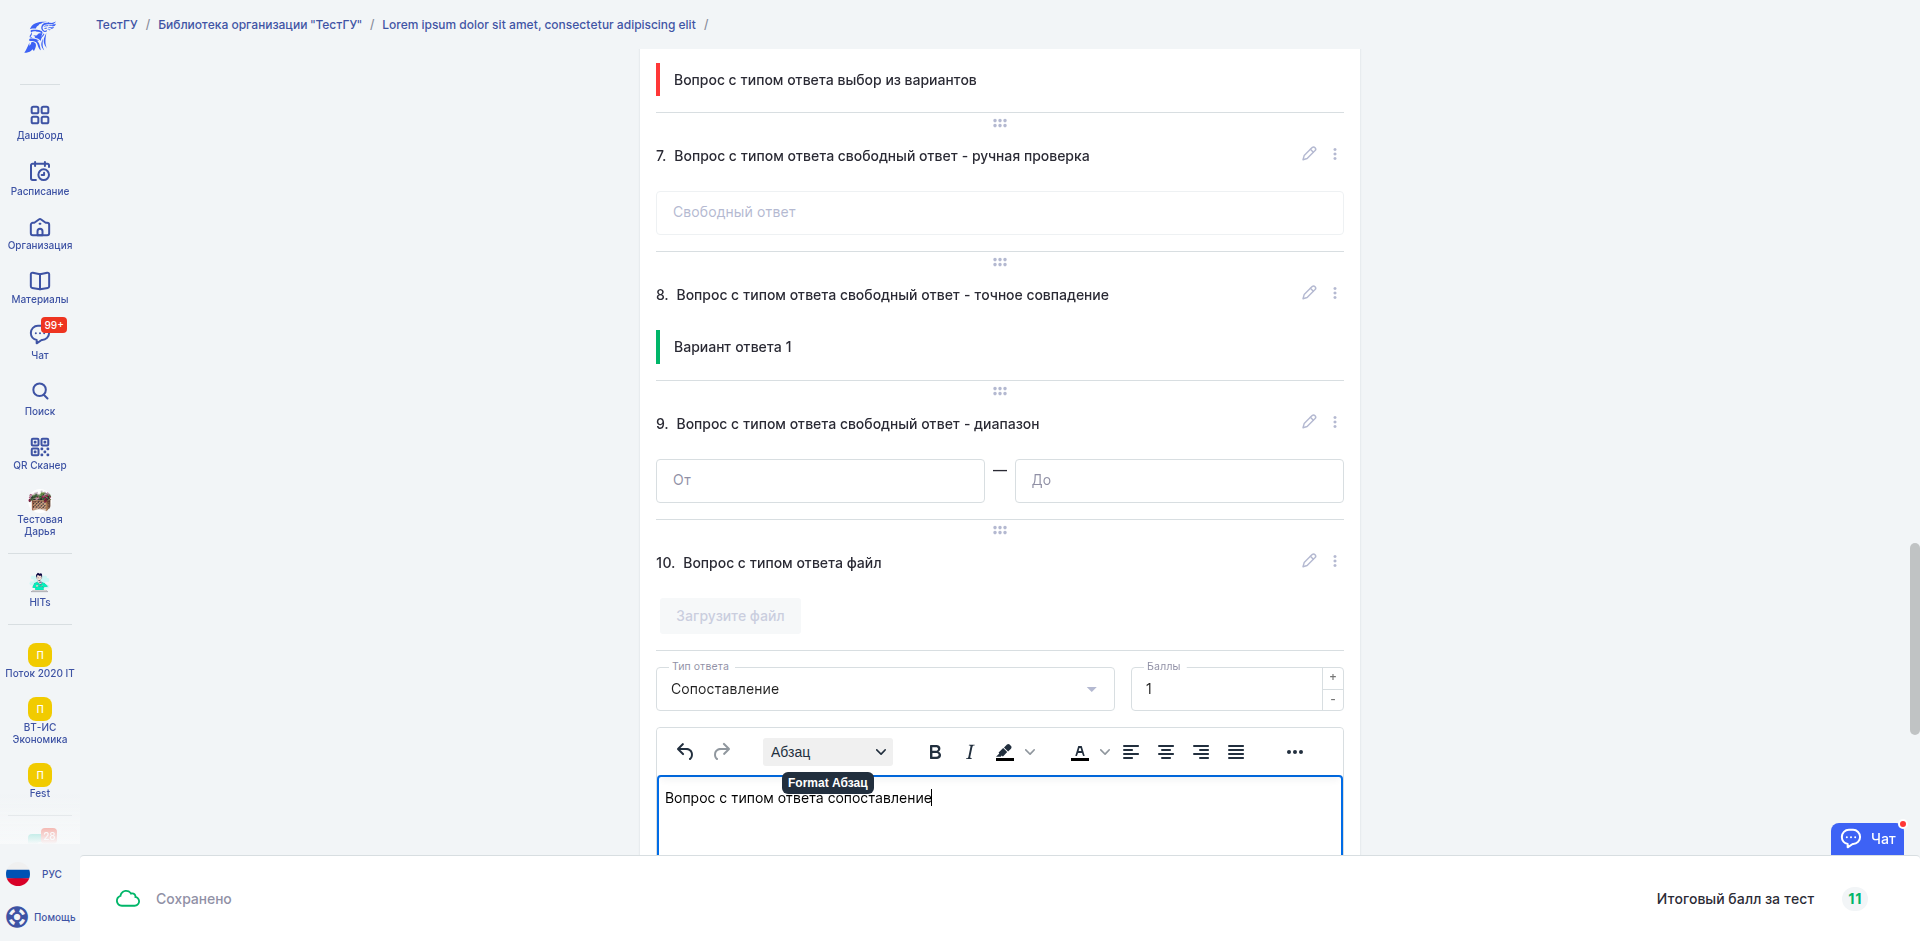 ТестГУ / Библиотека организации "ТестГУ" / Lorem ipsum dolor sit amet, consectetur adipiscing elit /
Дашборд
Расписание
Организация
Материалы
99+
Чат
Поиск
QR Сканер
Тестовая
Дарья
HITs
П
Поток 2020 IT
П
ВТ-ИС
Экономика
П
Fest
28
РУС
Помощь
Вопрос с типом ответа выбор из вариантов
7. Вопрос с типом ответа свободный ответ - ручная проверка
Свободный ответ
8. Вопрос с типом ответа свободный ответ - точное совпадение
Вариант ответа 1
9. Вопрос с типом ответа свободный ответ - диапазон
От — До
10. Вопрос с типом ответа файл
Загрузите файл
Тип ответа
Сопоставление
Баллы
1
+
-
Абзац B I A
Format Абзац
Вопрос с типом ответа сопоставление
Чат
Сохранено
Итоговый балл за тест 11